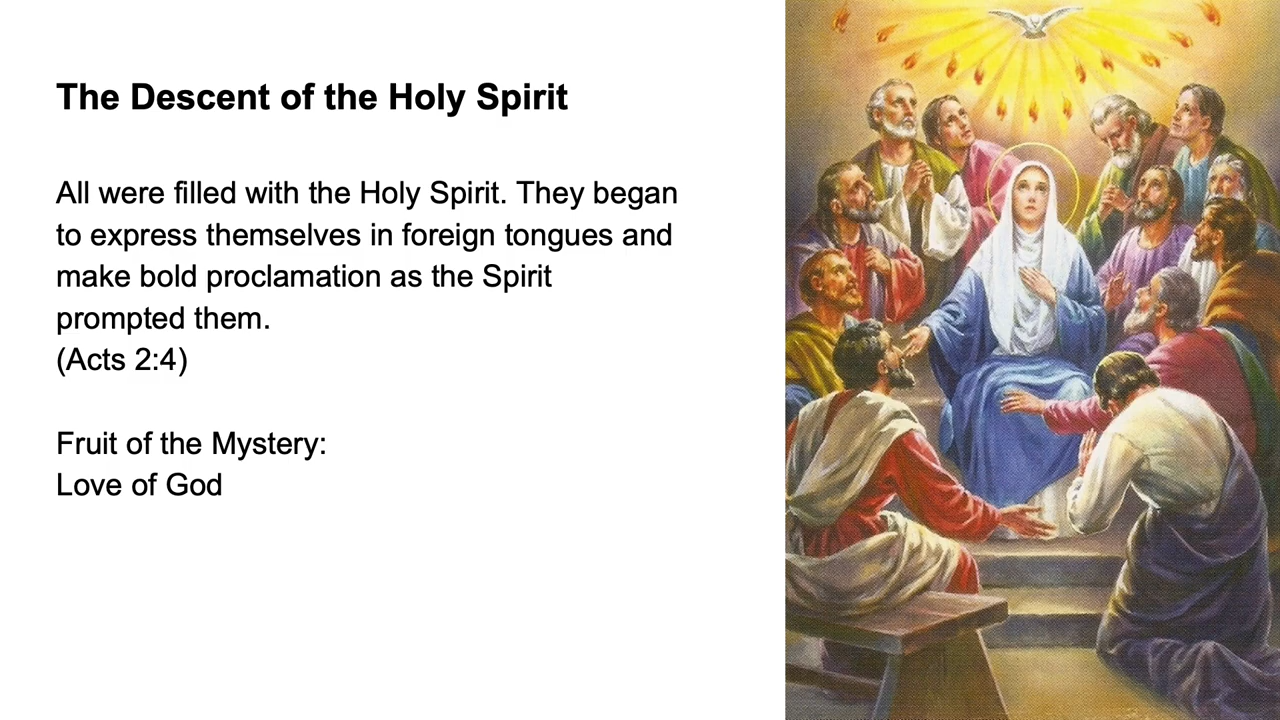 The Descent of the Holy Spirit
All were filled with the Holy Spirit. They began
to express themselves in foreign tongues and
make bold proclamation as the Spirit
prompted them.
(Acts 2:4)
Fruit of the Mystery:
Love of God